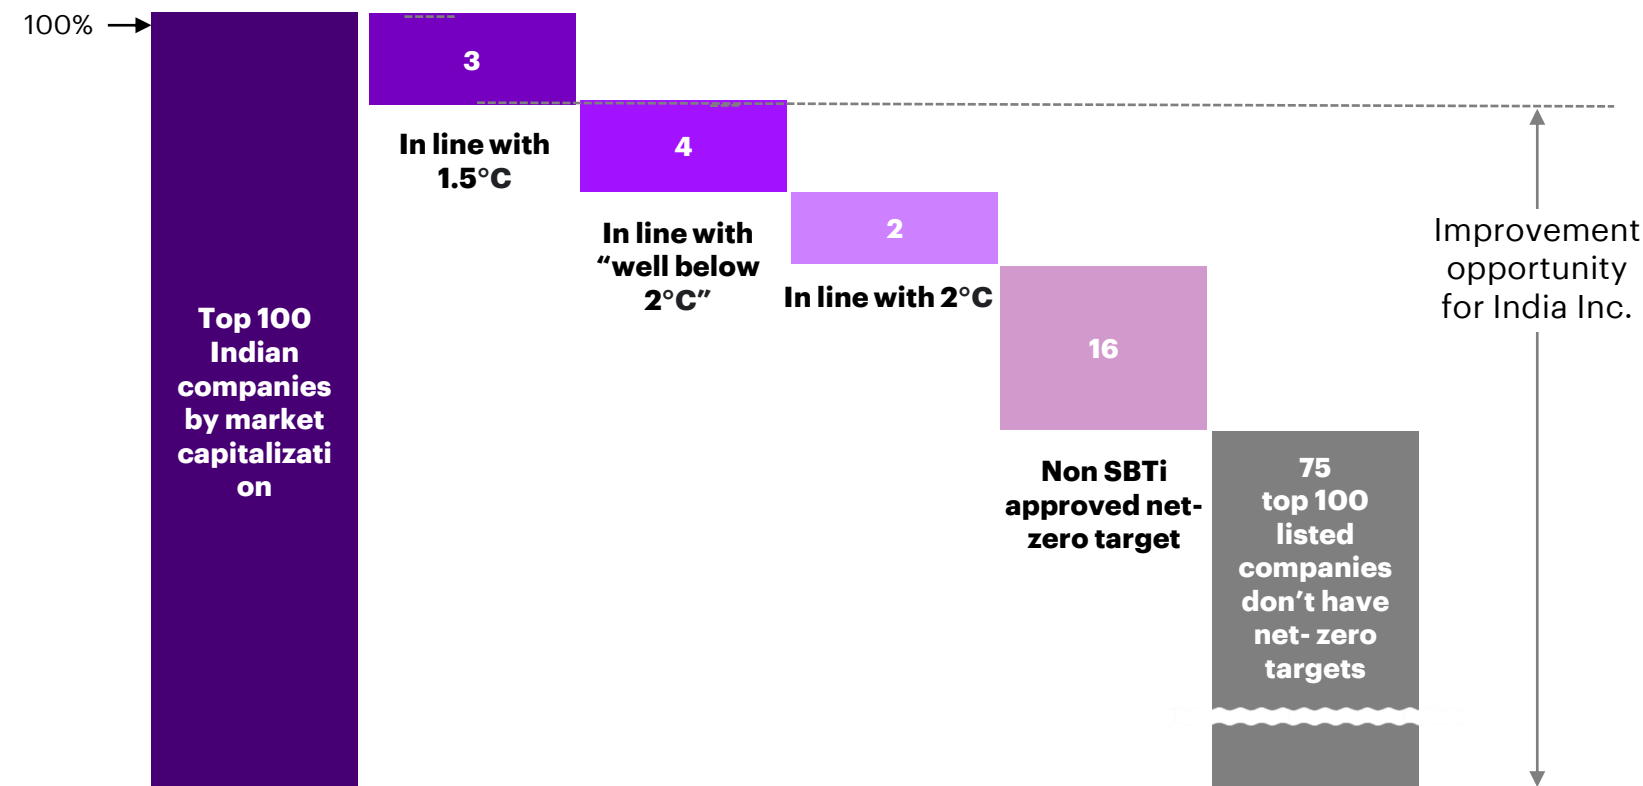 100%
Top 100
Indian
companies
by market
capitalizati
on
3
In line with
1.5°C
4
In line with
“well below
2°C”
2
In line with 2°C
16
Non SBTi
approved net-
zero target
75
top 100
listed
companies
don’t have
net- zero
targets
Improvement
opportunity
for India Inc.